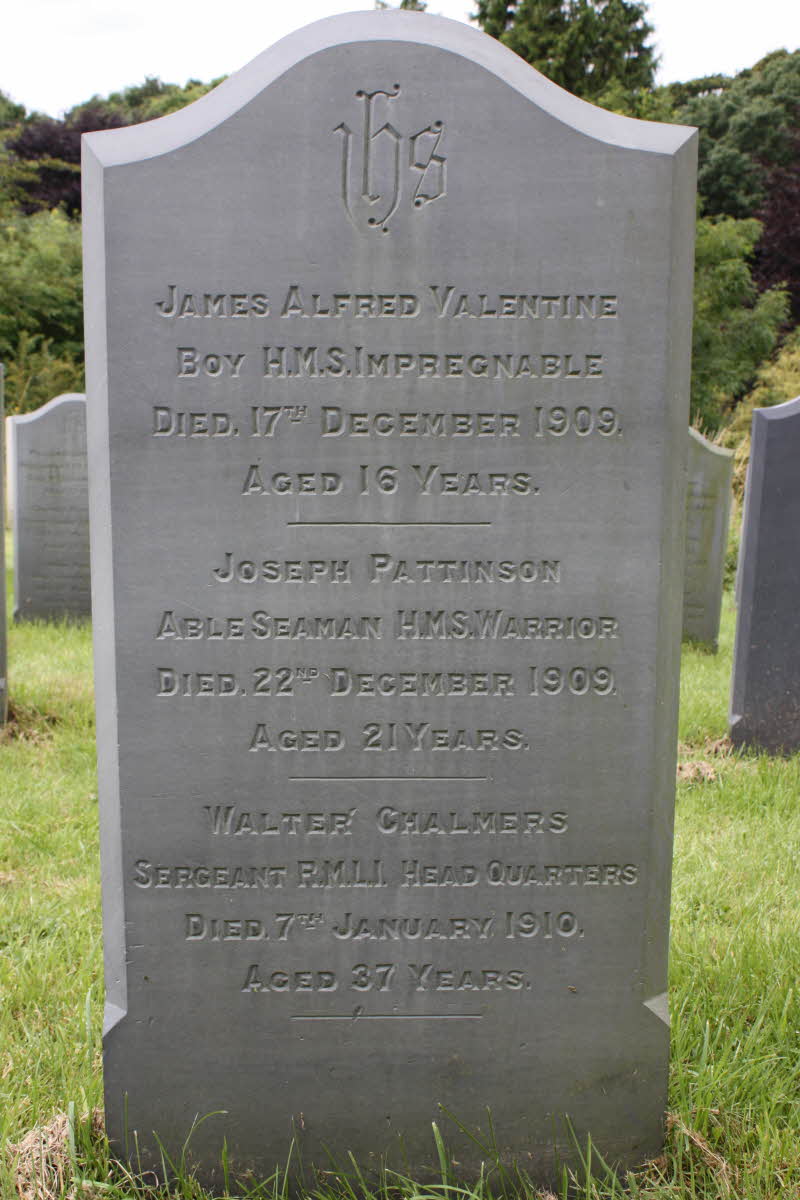 IHS
James Alfred Valentine
Boy H.M.S. Impregnable
Died. 17TH December 1909.
Aged 16 Years.
Joseph Pattinson
Able Seaman H.M.S. Warrior
Died. 22ND December 1909.
Aged 21 Years.
Walter Chalmers
Sergeant R.M.L.I. Head Quarters
Died. 7TH January 1910.
Aged 37 Years.